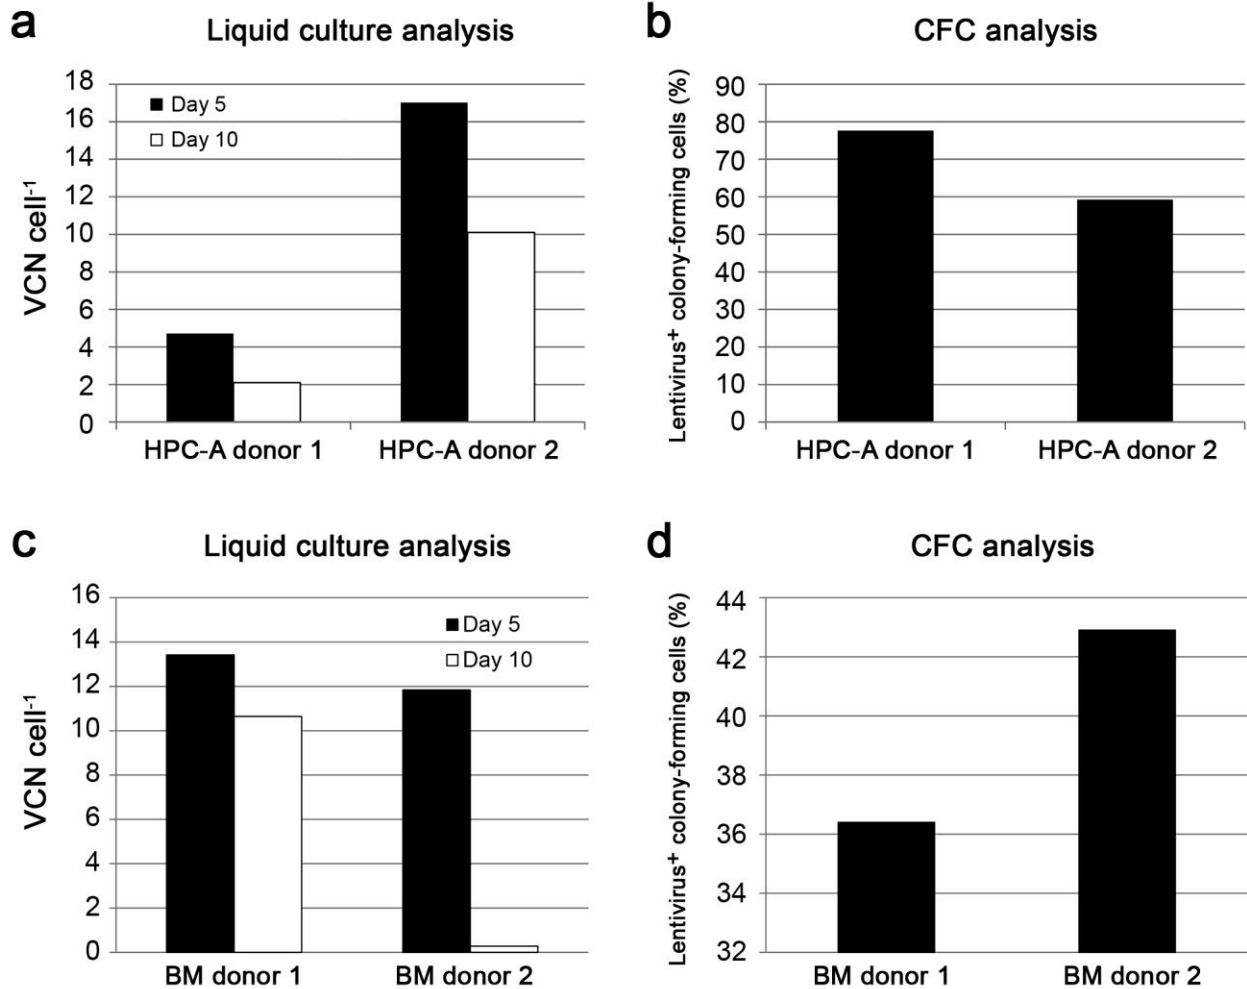 a
Liquid culture analysis
VCN cell⁻¹
18
16
14
12
10
8
6
4
2
0
Day 5
Day 10
HPC-A donor 1
HPC-A donor 2
b
CFC analysis
Lentivirus⁺ colony-forming cells (%)
90
80
70
60
50
40
30
20
10
0
HPC-A donor 1
HPC-A donor 2
c
Liquid culture analysis
VCN cell⁻¹
16
14
12
10
8
6
4
2
0
Day 5
Day 10
BM donor 1
BM donor 2
d
CFC analysis
Lentivirus⁺ colony-forming cells (%)
44
42
40
38
36
34
32
BM donor 1
BM donor 2